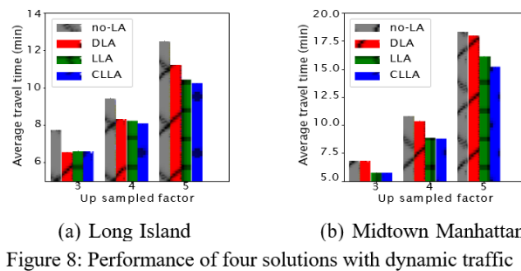 14
12
10
8
6
Average travel time (min)
no-LA
DLA
LLA
CLLA
3 4 5
Up sampled factor
(a) Long Island
17.5
15.0
12.5
10.0
7.5
5.0
Average travel time (min)
no-LA
DLA
LLA
CLLA
3 4 5
Up sampled factor
(b) Midtown Manhattan
Figure 8: Performance of four solutions with dynamic traffic